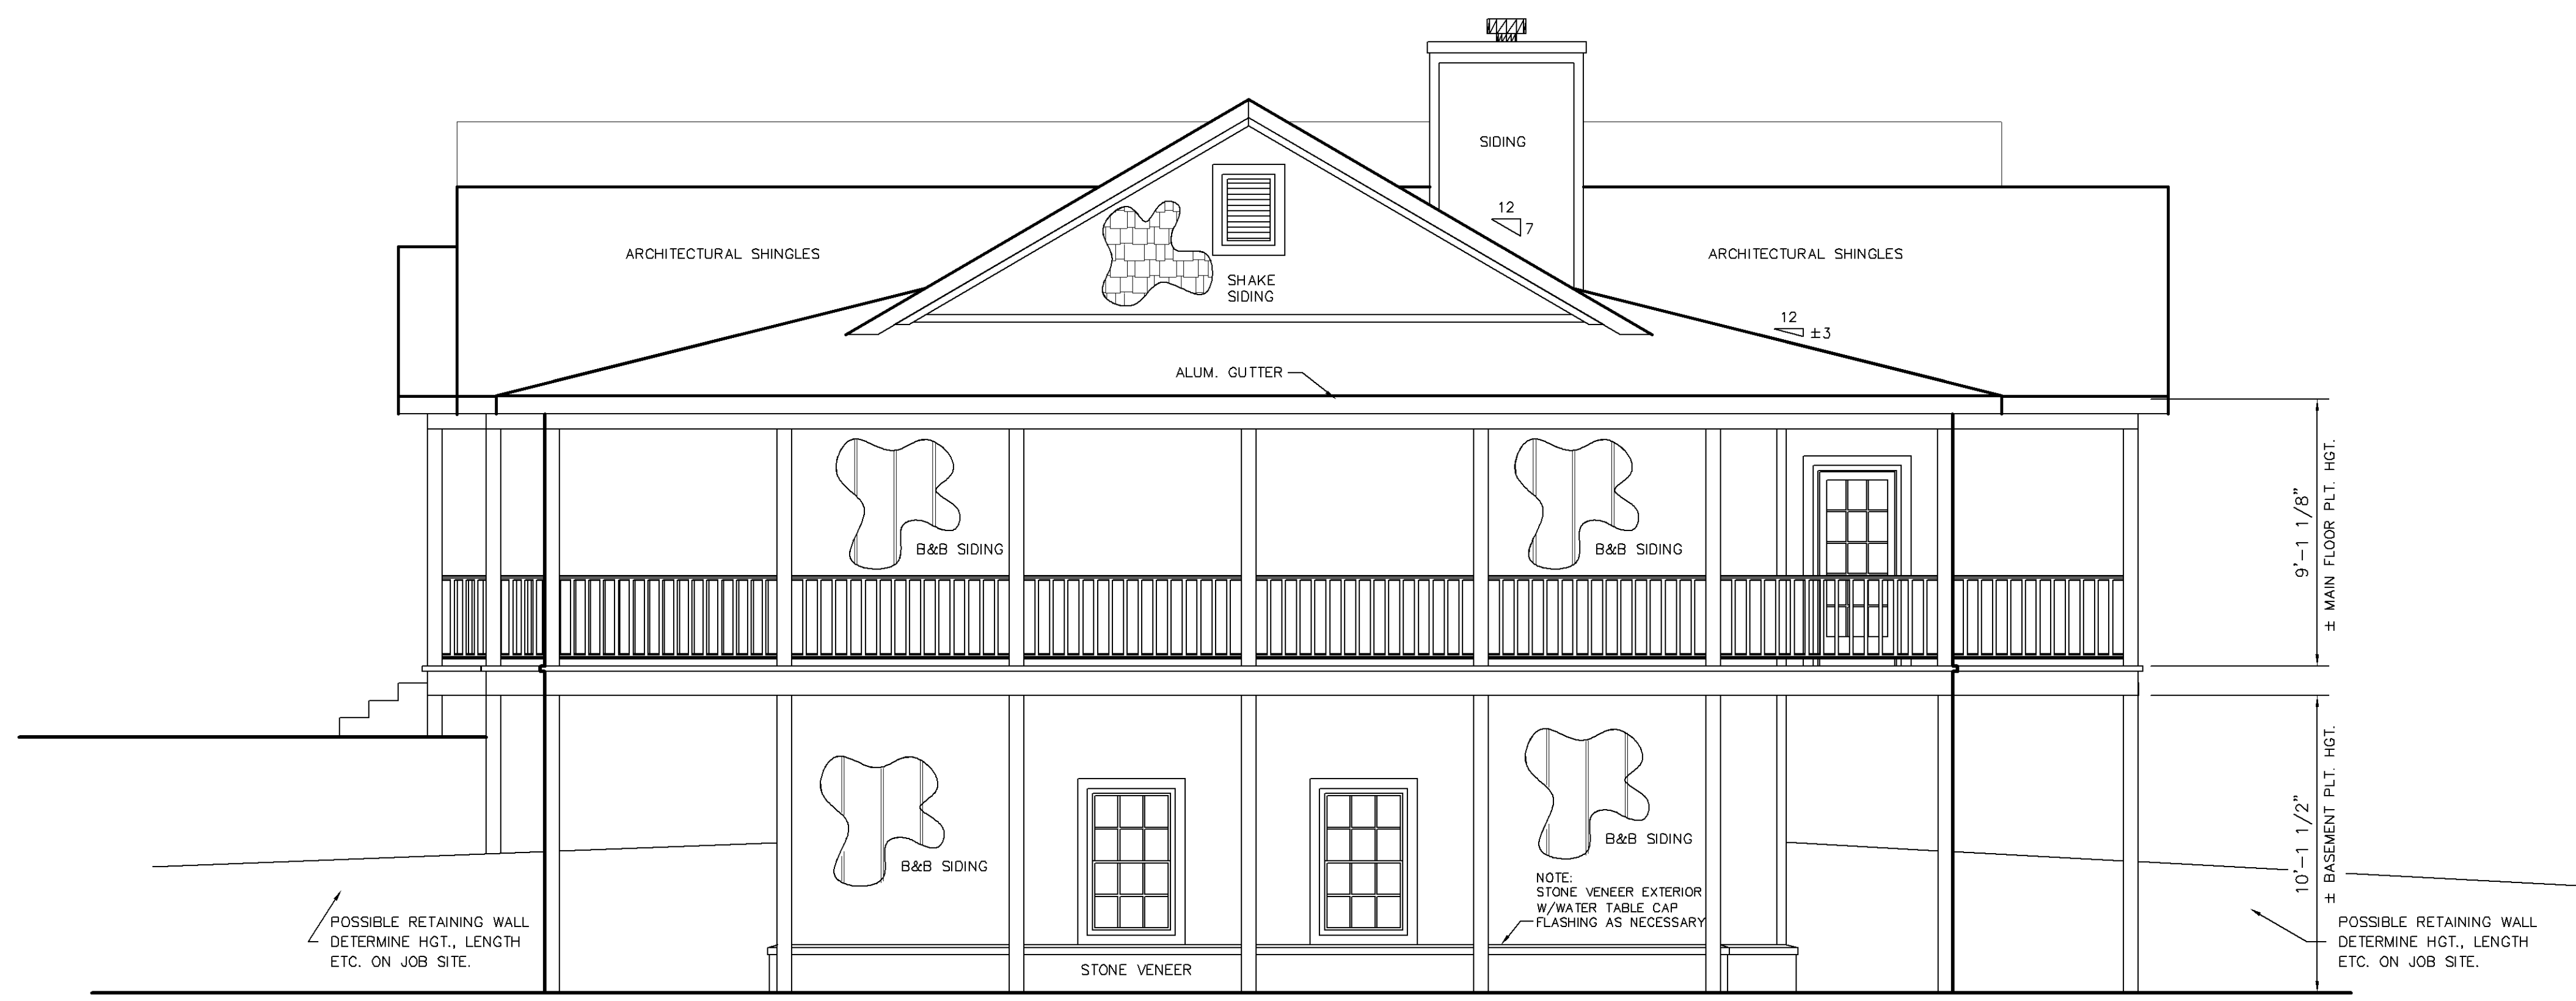 SIDING
12
7
ARCHITECTURAL SHINGLES
ARCHITECTURAL SHINGLES
SHAKE
SIDING
12
±3
ALUM. GUTTER
B&B SIDING
B&B SIDING
9'-1 1/8"
± MAIN FLOOR PLT. HGT.
B&B SIDING
B&B SIDING
10'-1 1/2"
± BASEMENT PLT. HGT.
NOTE:
STONE VENEER EXTERIOR
W/WATER TABLE CAP
FLASHING AS NECESSARY
POSSIBLE RETAINING WALL
DETERMINE HGT., LENGTH
ETC. ON JOB SITE.
STONE VENEER
POSSIBLE RETAINING WALL
DETERMINE HGT., LENGTH
ETC. ON JOB SITE.